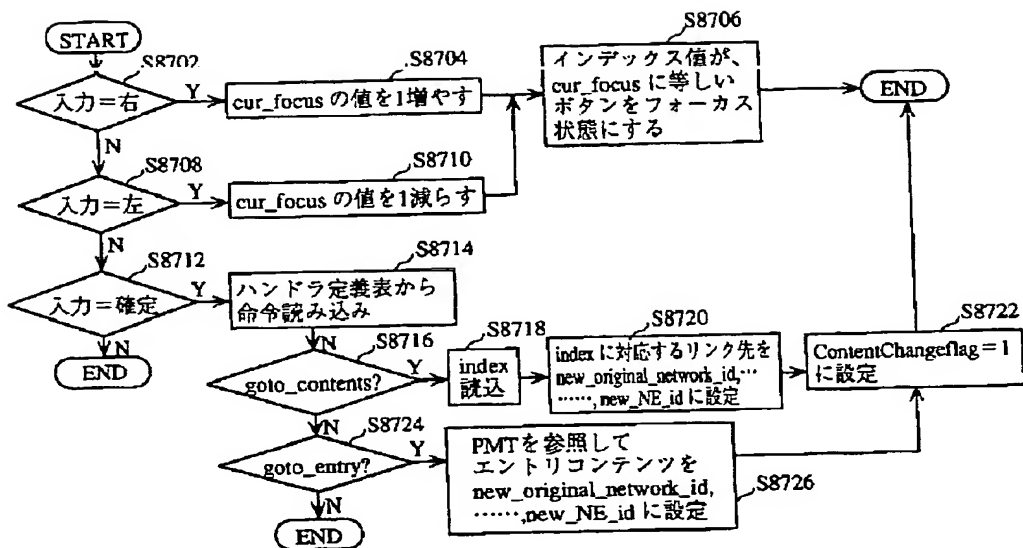 START
S8702
入力=右
Y
N
S8704
cur_focus の値を1増やす
S8706
インデックス値が、
cur_focus に等しい
ボタンをフォーカス
状態にする
END
S8708
入力=左
Y
N
S8710
cur_focus の値を1減らす
S8712
入力=確定
Y
N
END
S8714
ハンドラ定義表から
命令読み込み
N
S8716
goto_contents?
Y
N
S8718
index
読込
S8720
index に対応するリンク先を
new_original_network_id,…
……, new_NE_id に設定
S8722
ContentChangeflag=1
に設定
S8724
goto_entry?
Y
N
END
PMTを参照して
エントリコンテンツを
new_original_network_id,
……,new_NE_id に設定
S8726